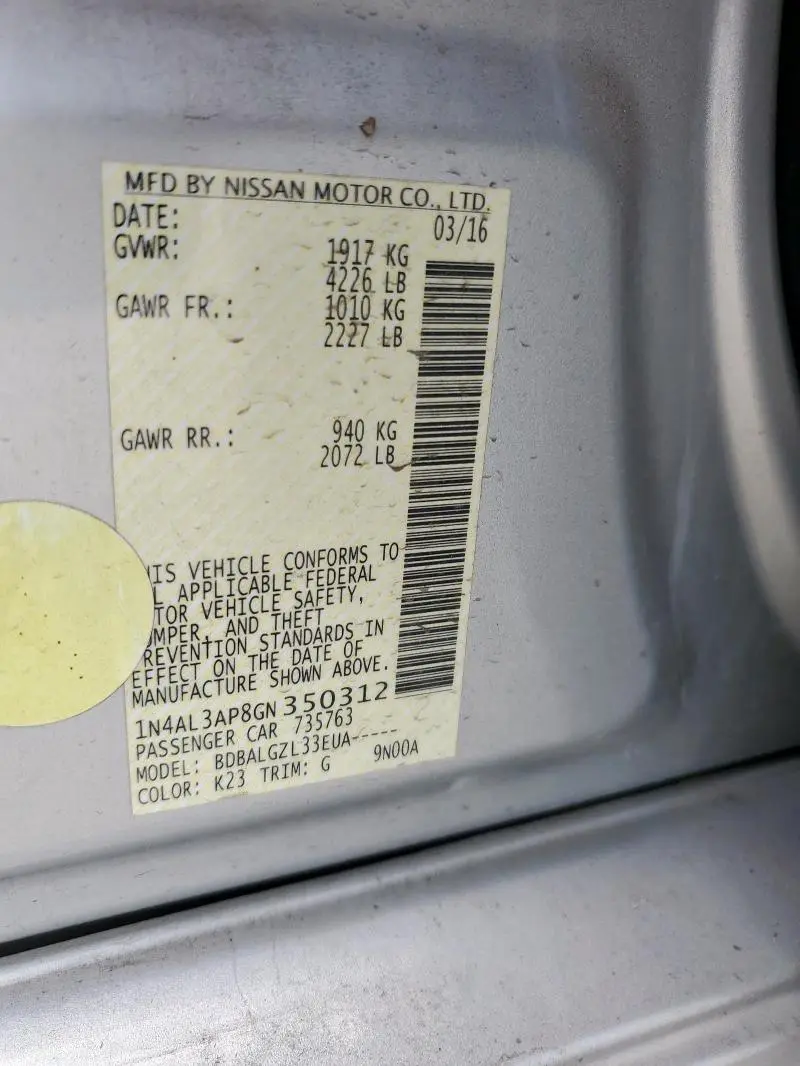 MFD BY NISSAN MOTOR CO., LTD.
DATE: 03/16
GVWR: 1917 KG
4226 LB
GAWR FR.: 1010 KG
2227 LB
GAWR RR.: 940 KG
2072 LB
IS VEHICLE CONFORMS TO
L APPLICABLE FEDERAL
TOR VEHICLE SAFETY,
UMPER, AND THEFT
REVENTION STANDARDS IN
EFFECT ON THE DATE OF
MANUFACTURE SHOWN ABOVE.
1N4AL3AP8GN350312
PASSENGER CAR 735763
MODEL: BDBALGZL33EUA-----
COLOR: K23 TRIM: G 9N00A